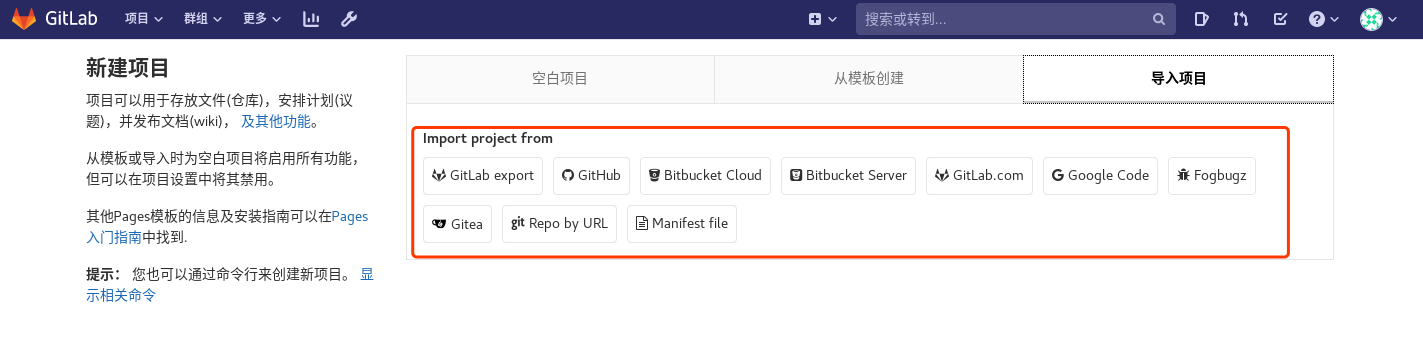 GitLab 项目 群组 更多 搜索或转到...
新建项目
项目可以用于存放文件(仓库)，安排计划(议
题)，并发布文档(wiki)， 及其他功能。
从模板或导入时为空白项目将启用所有功能，
但可以在项目设置中将其禁用。
其他Pages模板的信息及安装指南可以在Pages
入门指南中找到.
提示： 您也可以通过命令行来创建新项目。 显
示相关命令
空白项目 从模板创建 导入项目
Import project from
GitLab export GitHub Bitbucket Cloud Bitbucket Server GitLab.com Google Code Fogbugz
Gitea git Repo by URL Manifest file